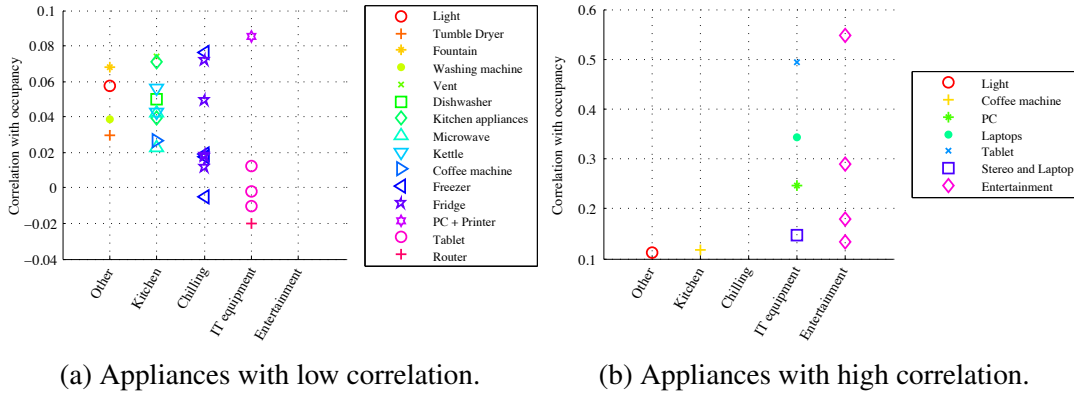 0.1
0.08
0.06
0.04
0.02
0
−0.02
−0.04
Correlation with occupancy
Other
Kitchen
Chilling
IT equipment
Entertainment
Light
Tumble Dryer
Fountain
Washing machine
Vent
Dishwasher
Kitchen appliances
Microwave
Kettle
Coffee machine
Freezer
Fridge
PC + Printer
Tablet
Router
(a) Appliances with low correlation.
0.6
0.5
0.4
0.3
0.2
0.1
Correlation with occupancy
Other
Kitchen
Chilling
IT equipment
Entertainment
Light
Coffee machine
PC
Laptops
Tablet
Stereo and Laptop
Entertainment
(b) Appliances with high correlation.